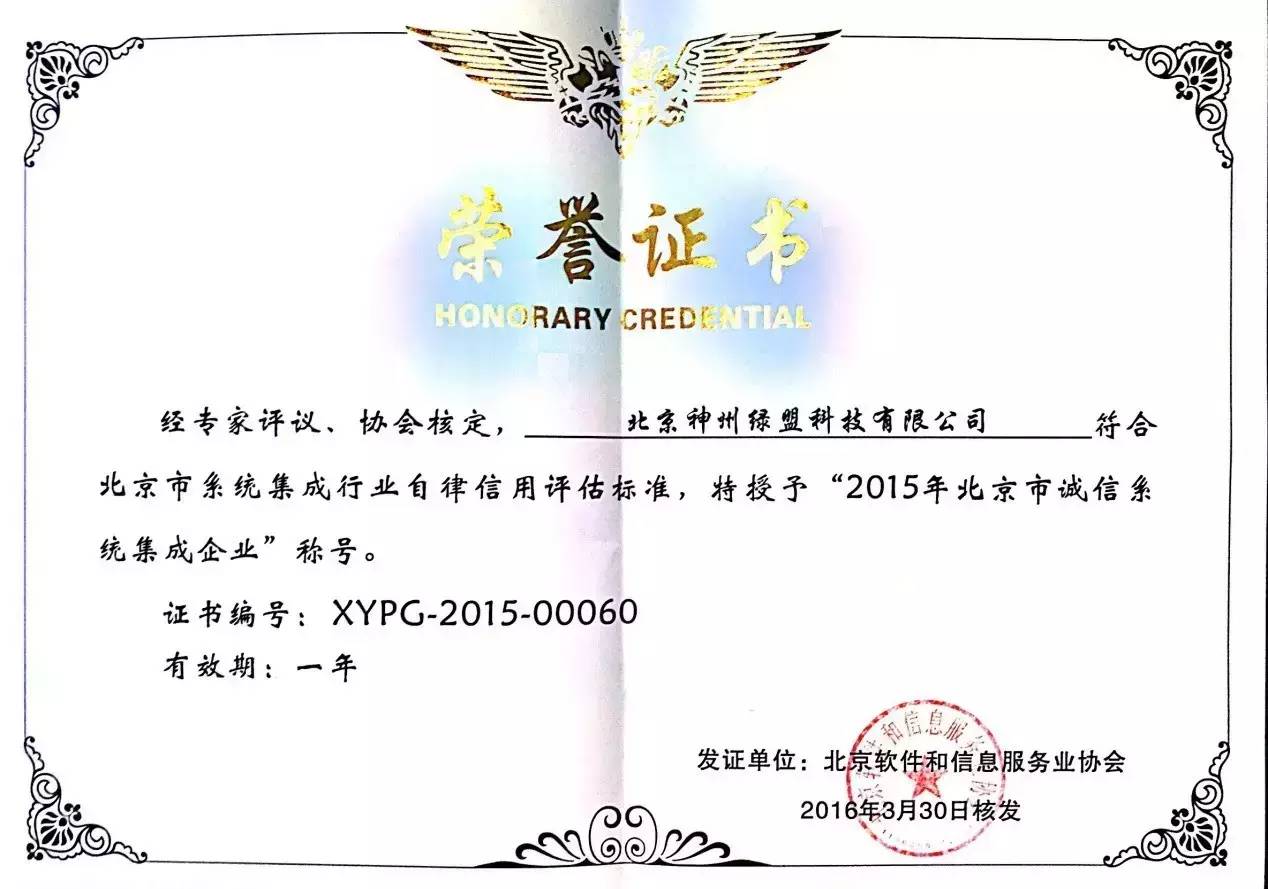 荣誉证书
HONORARY CREDENTIAL
经专家评议、协会核定，北京神州绿盟科技有限公司符合
北京市系统集成行业自律信用评估标准，特授予“2015年北京市诚信系
统集成企业”称号。
证书编号：XYPG-2015-00060
有效期：一年
发证单位：北京软件和信息服务业协会
2016年3月30日核发
和信息服务